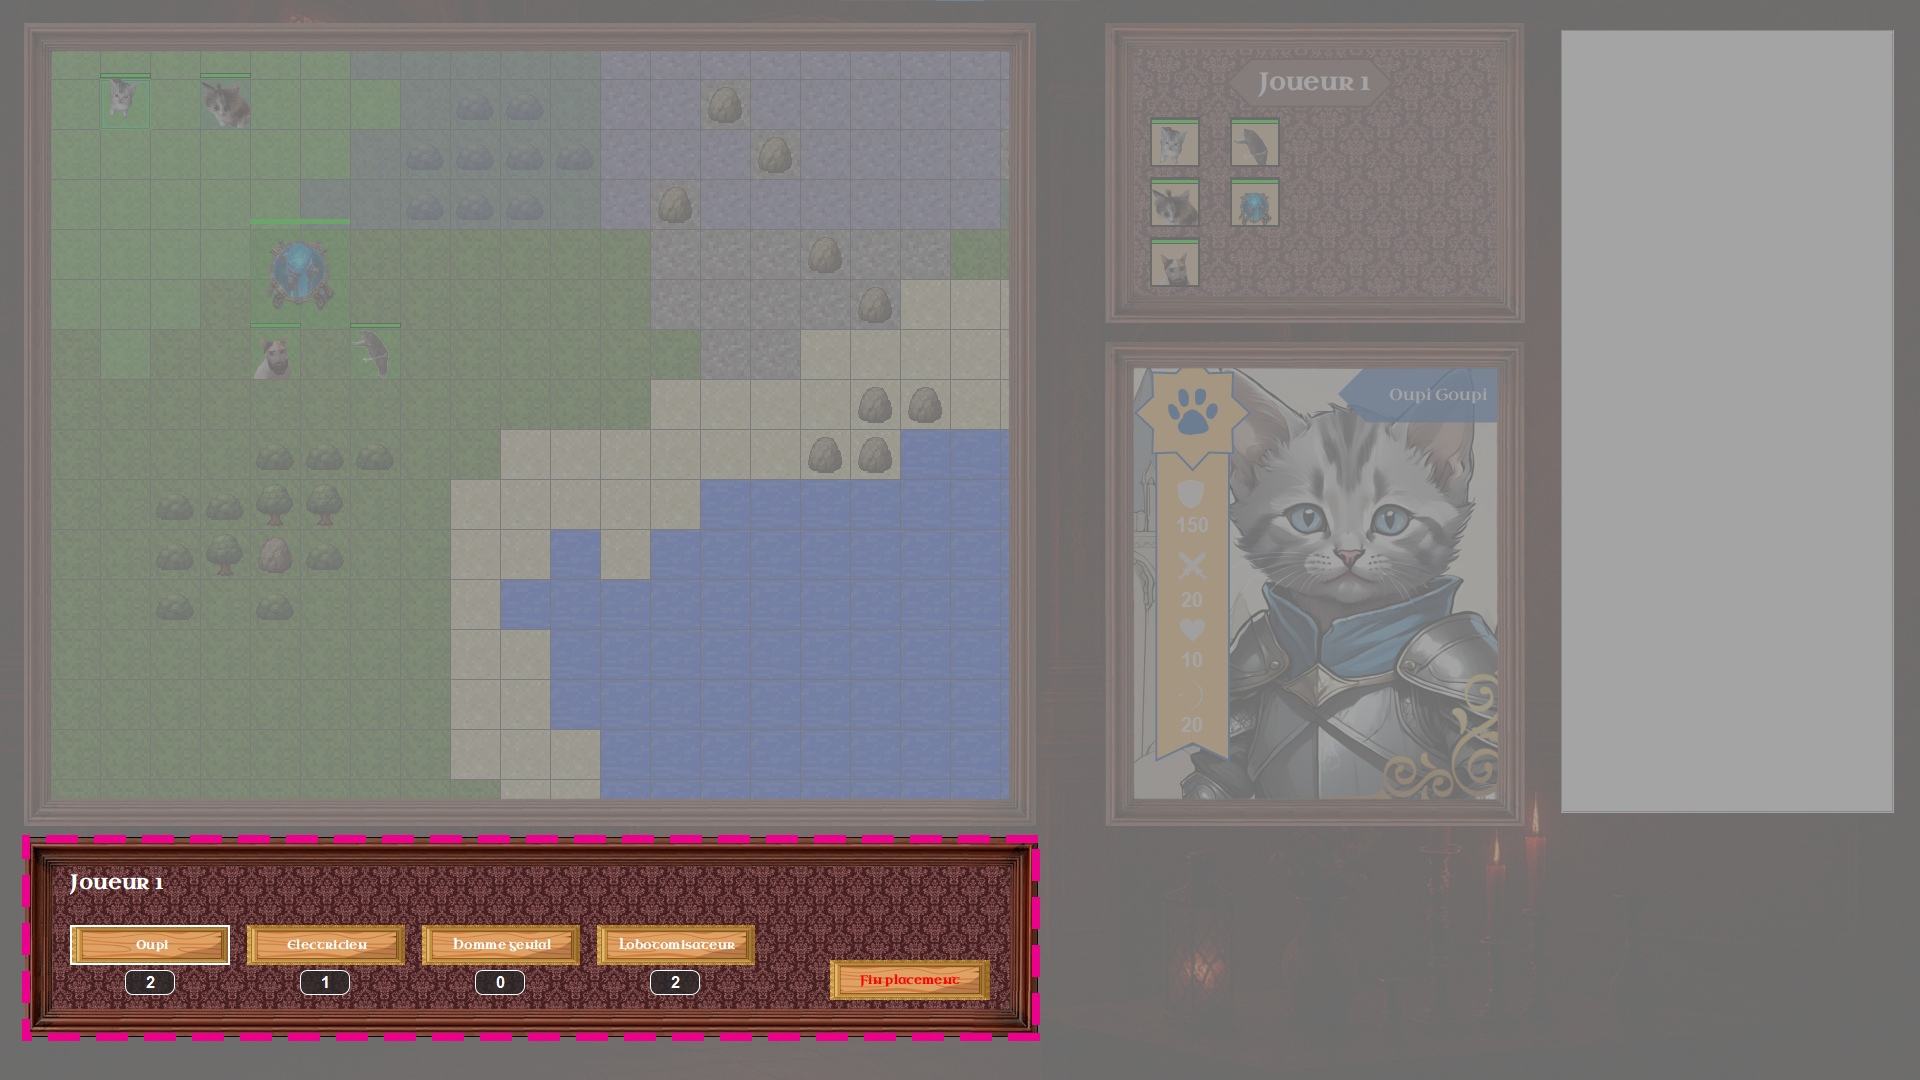 Joueur 1
Oupi Goupi
150
20
10
20
Joueur 1
Oupi
Electricien
Homme genial
Lobotomisateur
2
1
0
2
Fin placement